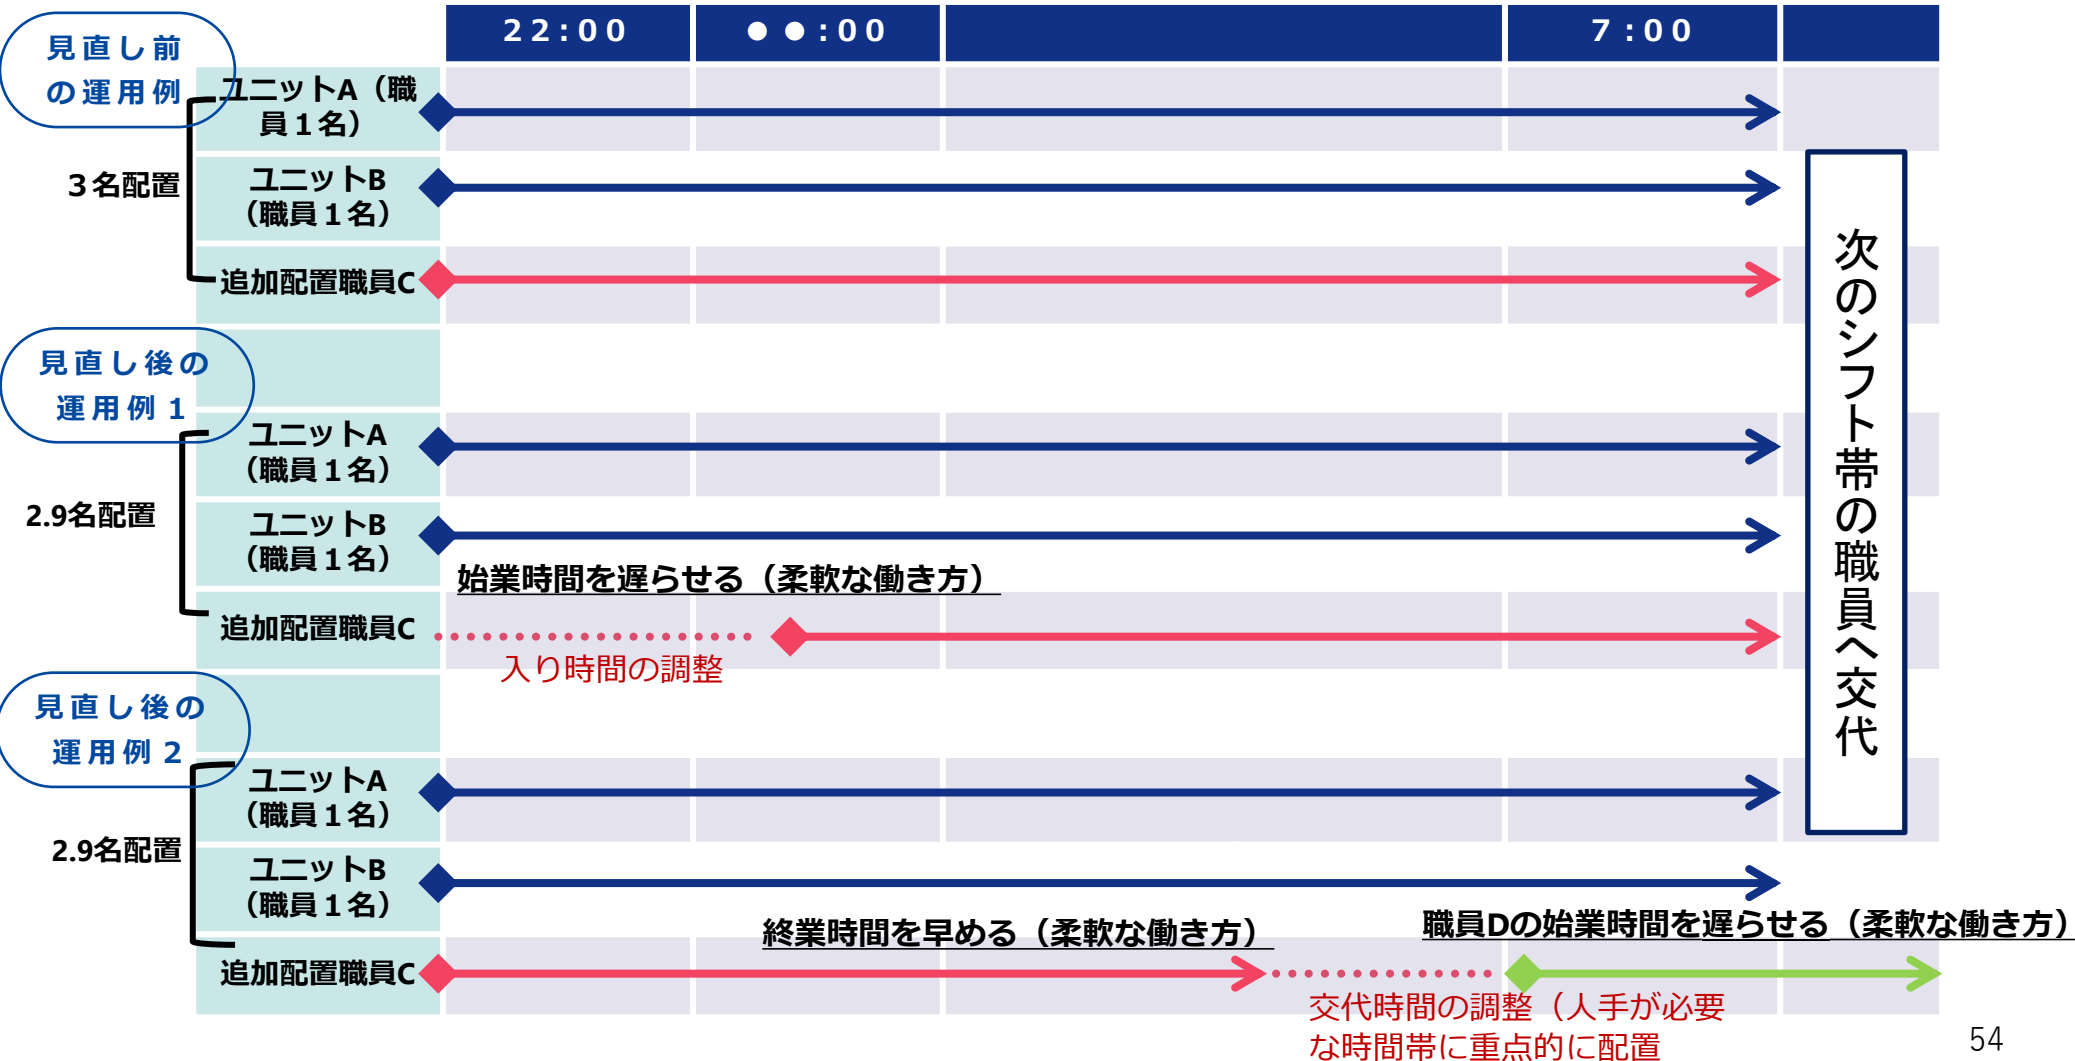 22:00
●●:00
7:00
見直し前
の運用例
ユニットA（職
員１名）
３名配置
ユニットB
（職員１名）
追加配置職員C
見直し後の
運用例１
ユニットA
（職員１名）
2.9名配置
ユニットB
（職員１名）
始業時間を遅らせる（柔軟な働き方）
追加配置職員C
入り時間の調整
見直し後の
運用例２
ユニットA
（職員１名）
2.9名配置
ユニットB
（職員１名）
終業時間を早める（柔軟な働き方）
職員Dの始業時間を遅らせる（柔軟な働き方）
追加配置職員C
交代時間の調整（人手が必要
な時間帯に重点的に配置
次のシフト帯の職員へ交代
54